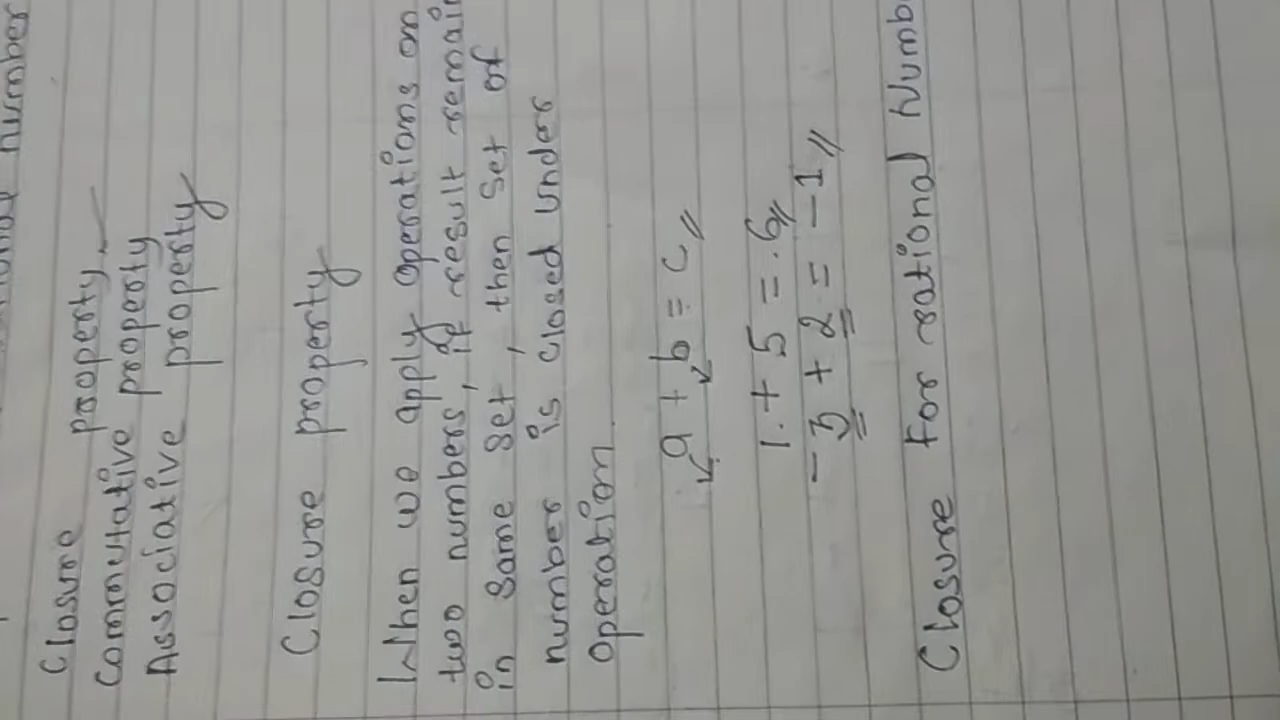 number
Closure property
Commutative property
Associative property
Closure property
When we apply operations on
two numbers, if result remain
in same set, then set of
number is closed under
operation
a + b = c
1. + 5 = .6
- 3 + 2 = - 1
Closure for rational Numb